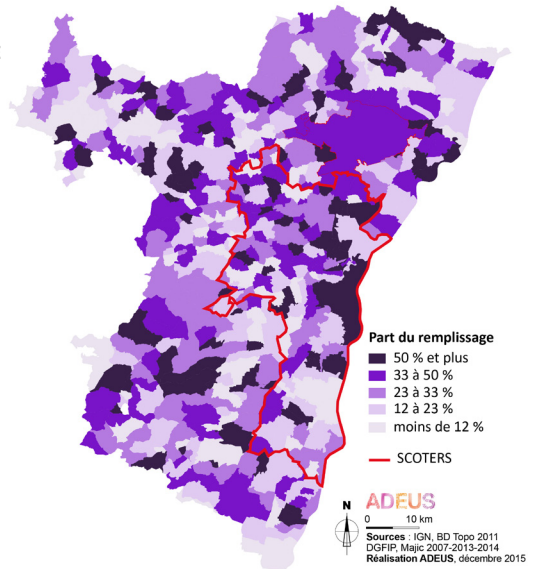 Part du remplissage
50 % et plus
33 à 50 %
23 à 33 %
12 à 23 %
moins de 12 %
SCOTERS
N
ADEUS
0 10 km
Sources : IGN, BD Topo 2011
DGFIP, Majic 2007-2013-2014
Réalisation ADEUS, décembre 2015